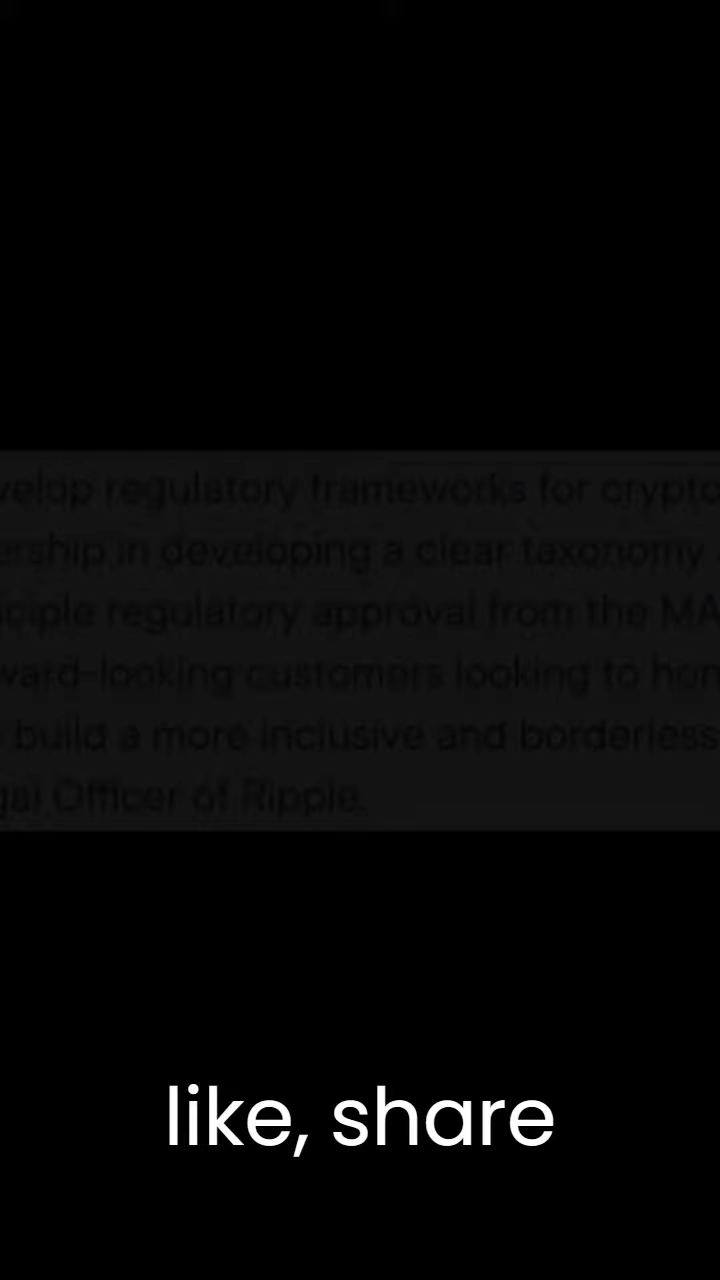 velop regulatory frameworks for crypto
ership in developing a clear taxonomy
ciple regulatory approval from the MA
ward-looking customers looking to
build a more inclusive and borderless
gal Officer of Ripple.
like, share